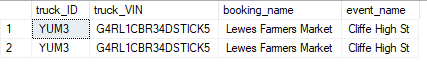 truck_ID truck_VIN booking_name event_name
1 YUM3 G4RL1CBR34DSTICK5 Lewes Farmers Market Cliffe High St
2 YUM3 G4RL1CBR34DSTICK5 Lewes Farmers Market Cliffe High St